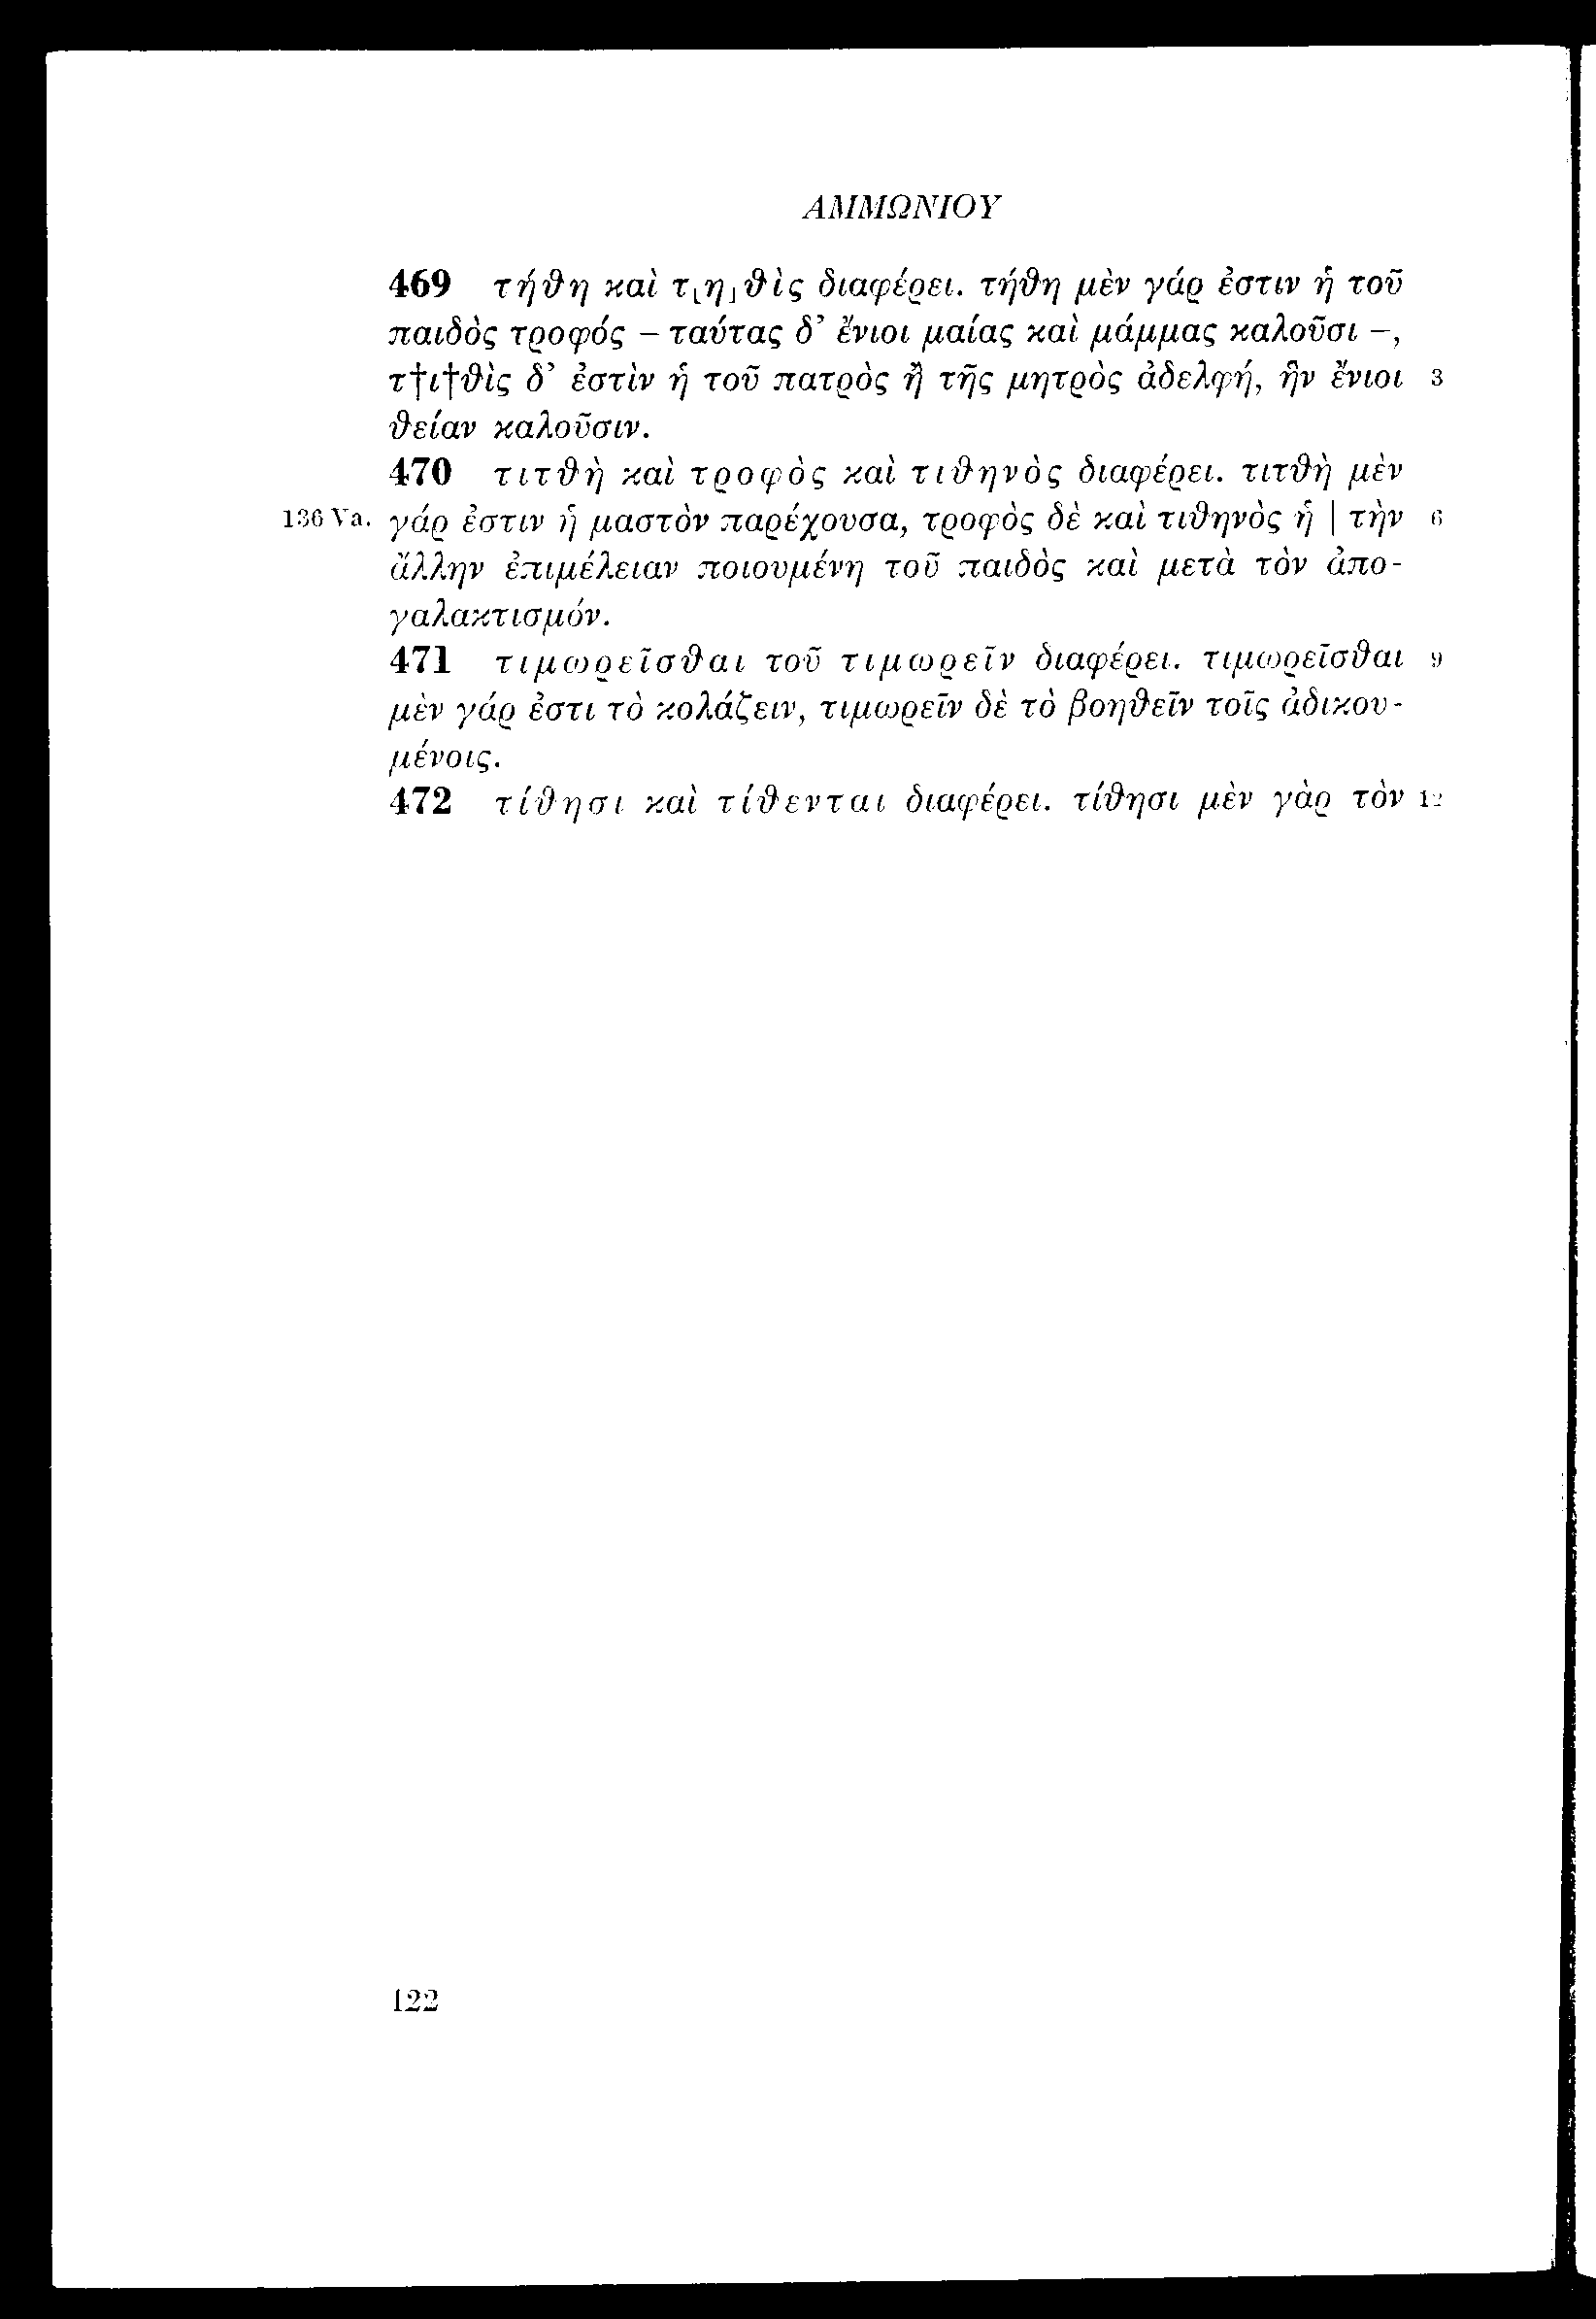 ΑΜΜΩΝΙΟΥ
469 τήθη καὶ τ⸤η⸥θὶς διαφέρει. τήθη μὲν γάρ ἐστιν ἡ τοῦ
παιδὸς τροφός – ταύτας δ’ ἔνιοι μαίας καὶ μάμμας καλοῦσι –,
τ†ι†θὶς δ’ ἐστὶν ἡ τοῦ πατρὸς ἢ τῆς μητρὸς ἀδελφή, ἣν ἔνιοι 3
θείαν καλοῦσιν.
470 τιτθὴ καὶ τροφὸς καὶ τιθηνὸς διαφέρει. τιτθὴ μὲν
136 Va. γάρ ἐστιν ἡ μαστὸν παρέχουσα, τροφὸς δὲ καὶ τιθηνὸς ἡ | τὴν 6
ἄλλην ἐπιμέλειαν ποιουμένη τοῦ παιδὸς καὶ μετὰ τὸν ἀπο-
γαλακτισμόν.
471 τιμωρεῖσθαι τοῦ τιμωρεῖν διαφέρει. τιμωρεῖσθαι 9
μὲν γάρ ἐστι τὸ κολάζειν, τιμωρεῖν δὲ τὸ βοηθεῖν τοῖς ἀδικου-
μένοις.
472 τίθησι καὶ τίθενται διαφέρει. τίθησι μὲν γὰρ τὸν 12
122